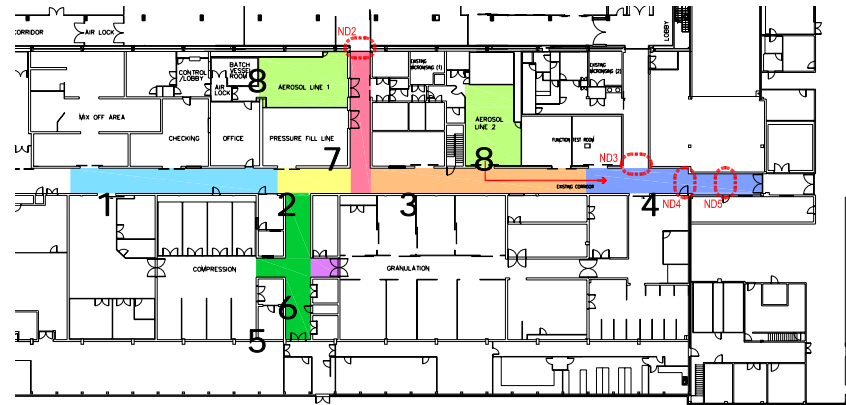 CORRIDOR
AIR LOCK
ND2
LOBBY
CONTROL
/LOBBY
BATCH
VESSEL
ROOM
8
AIR
LOCK
AEROSOL LINE 1
EXISTING
MICRONISING (1)
EXISTING
MICRONISING (2)
MIX OFF AREA
CHECKING
OFFICE
PRESSURE FILL LINE
AEROSOL
LINE 2
FUNCTION TEST ROOM
7
8
ND3
EXISTING CORRIDOR
1
2
3
4
ND4
ND5
COMPRESSION
GRANULATION
6
5